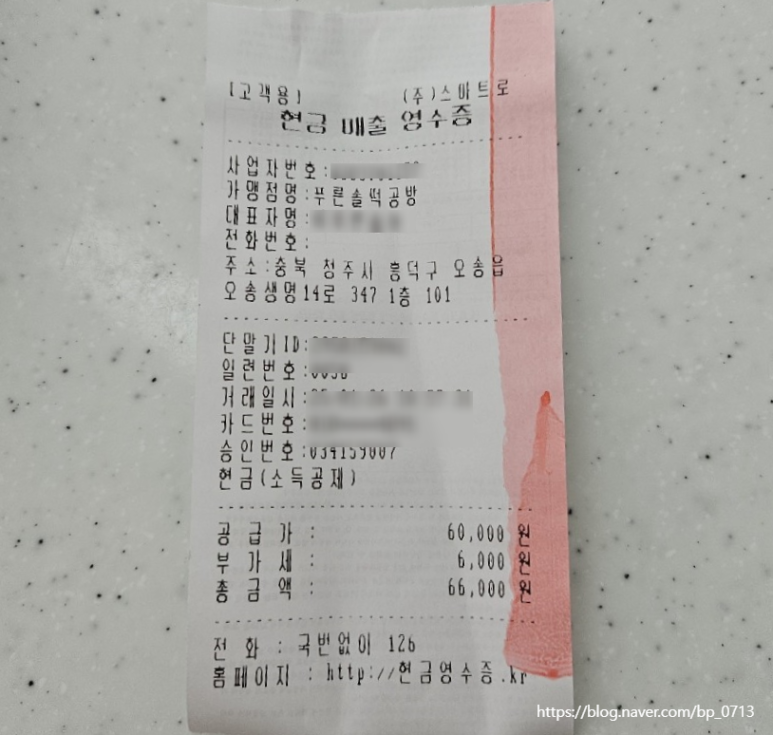 [고객용] (주)스마트로
현금 매출 영수증
사업자번호:
가맹점명:푸른솔떡공방
대표자명:
전화번호:
주소:충북 청주시 흥덕구 오송읍
오송생명14로 347 1층 101
단말기ID:
일련번호:
거래일시:
카드번호:
승인번호:034159007
현금(소득공제)
공급가 : 60,000 원
부가세 : 6,000 원
총금액 : 66,000 원
전화 : 국번없이 126
홈페이지 : http://현금영수증.kr
https://blog.naver.com/bp_0713